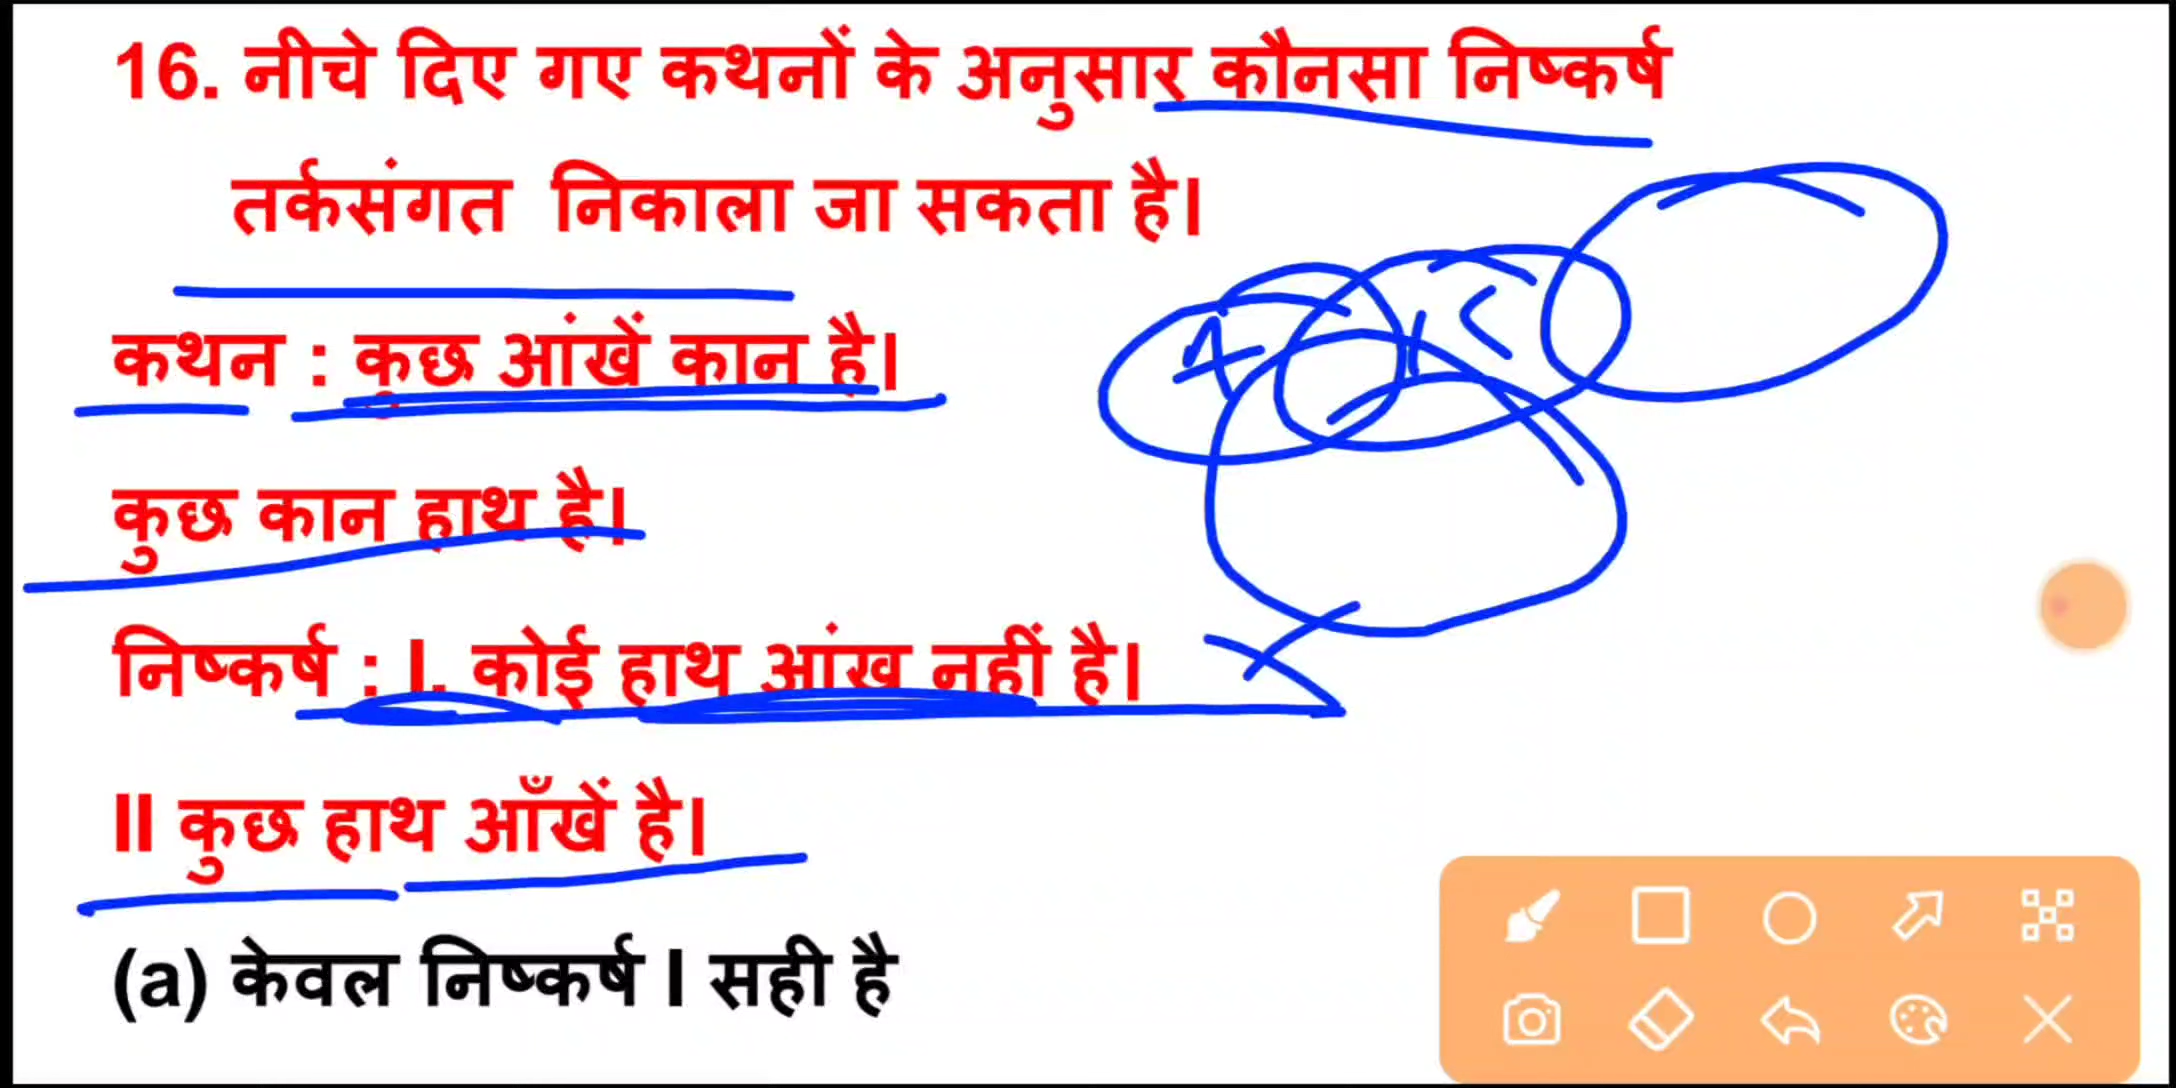 16. नीचे दिए गए कथनों के अनुसार कौनसा निष्कर्ष
तर्कसंगत निकाला जा सकता है।
कथन : कुछ आंखें कान है।
कुछ कान हाथ है।
निष्कर्ष : I. कोई हाथ आंख नहीं है।
II कुछ हाथ आँखें है।
(a) केवल निष्कर्ष I सही है